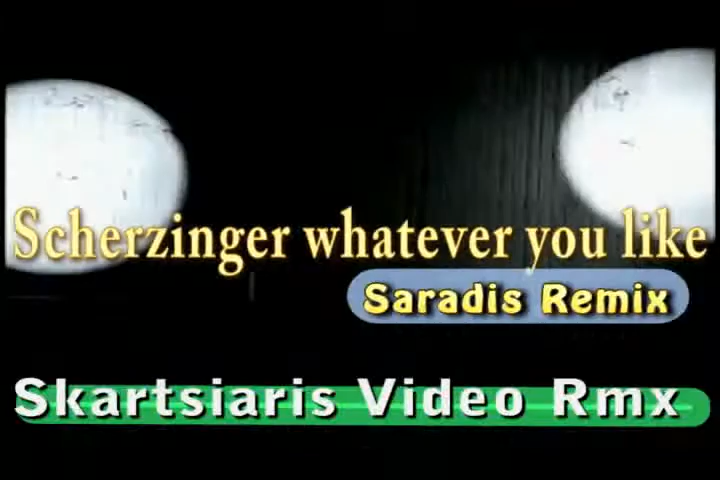 Scherzinger whatever you like
Saradis Remix
Skartsiaris Video Rmx